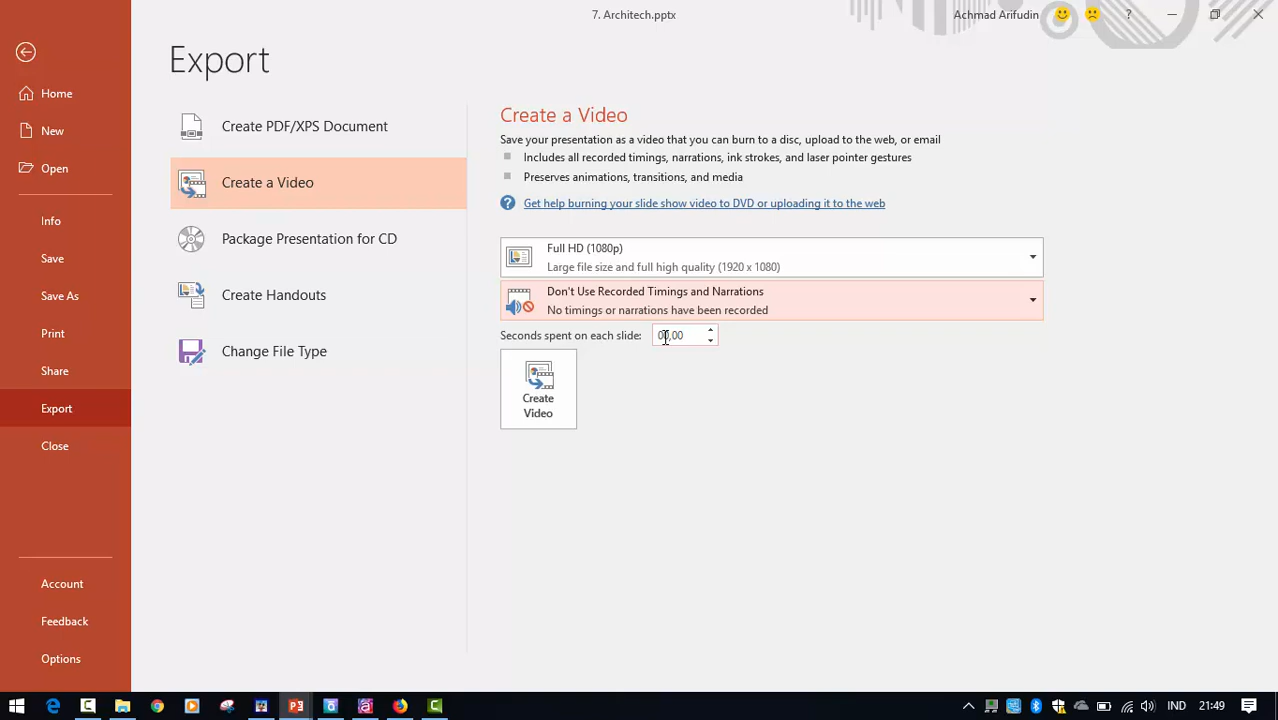 7. Architech.pptx
Achmad Arifudin
?
Export
Home
New
Open
Info
Save
Save As
Print
Share
Export
Close
Account
Feedback
Options
Create PDF/XPS Document
Create a Video
Package Presentation for CD
Create Handouts
Change File Type
Create a Video
Save your presentation as a video that you can burn to a disc, upload to the web, or email
Includes all recorded timings, narrations, ink strokes, and laser pointer gestures
Preserves animations, transitions, and media
Get help burning your slide show video to DVD or uploading it to the web
Full HD (1080p)
Large file size and full high quality (1920 x 1080)
Don't Use Recorded Timings and Narrations
No timings or narrations have been recorded
Seconds spent on each slide: 00,00
Create
Video
IND 21:49